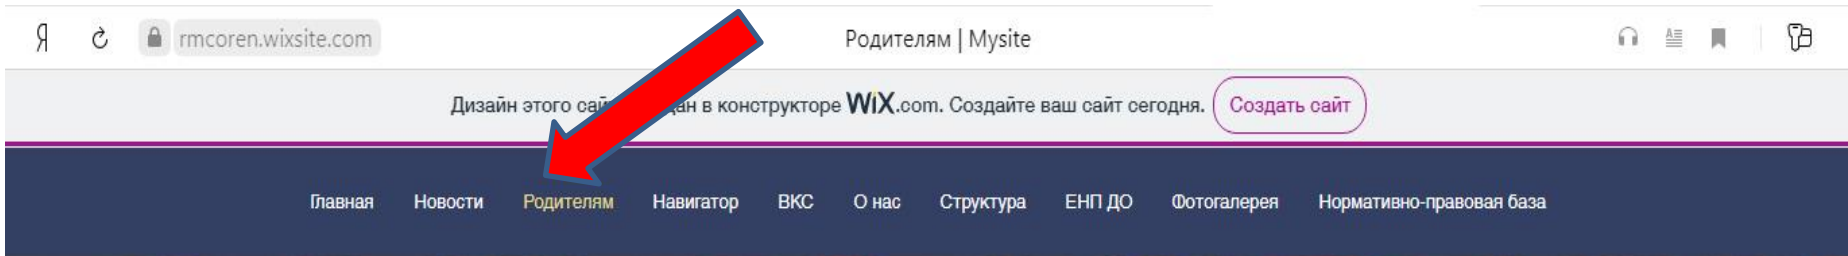 Я rmcoren.wixsite.com Родителям | Mysite
Дизайн этого сай дан в конструкторе WiX.com. Создайте ваш сайт сегодня. Создать сайт
Главная Новости Родителям Навигатор ВКС О нас Структура ЕНП ДО Фотогалерея Нормативно-правовая база